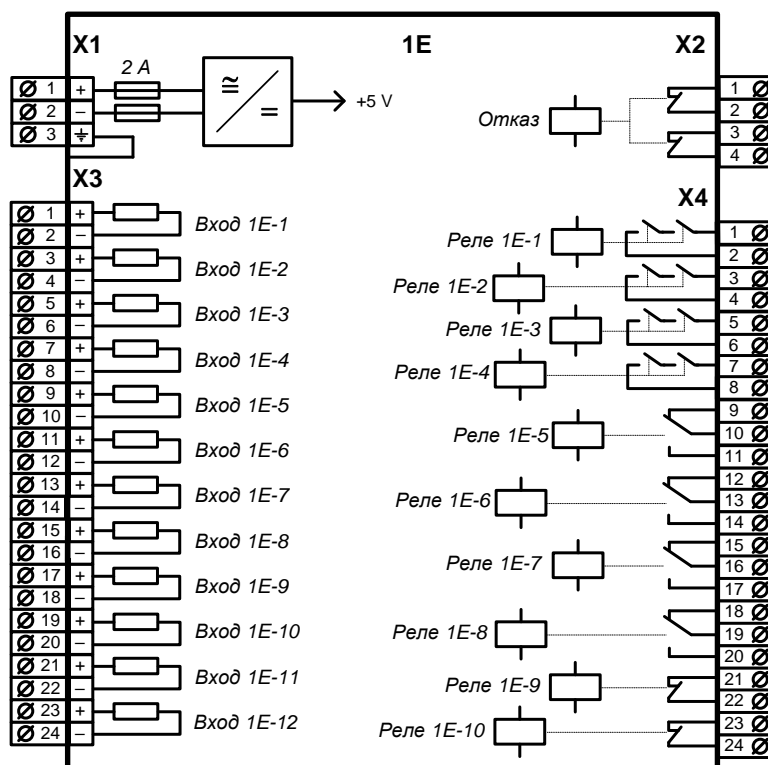 X1 1E X2
2 A
1 +
2 –
3
≅
=
+5 V
Отказ
1
2
3
4
X3
1 +
2 –
3 +
4 –
5 +
6 –
7 +
8 –
9 +
10 –
11 +
12 –
13 +
14 –
15 +
16 –
17 +
18 –
19 +
20 –
21 +
22 –
23 +
24 –
Вход 1E-1
Вход 1E-2
Вход 1E-3
Вход 1E-4
Вход 1E-5
Вход 1E-6
Вход 1E-7
Вход 1E-8
Вход 1E-9
Вход 1E-10
Вход 1E-11
Вход 1E-12
X4
Реле 1E-1
Реле 1E-2
Реле 1E-3
Реле 1E-4
Реле 1E-5
Реле 1E-6
Реле 1E-7
Реле 1E-8
Реле 1E-9
Реле 1E-10
1
2
3
4
5
6
7
8
9
10
11
12
13
14
15
16
17
18
19
20
21
22
23
24